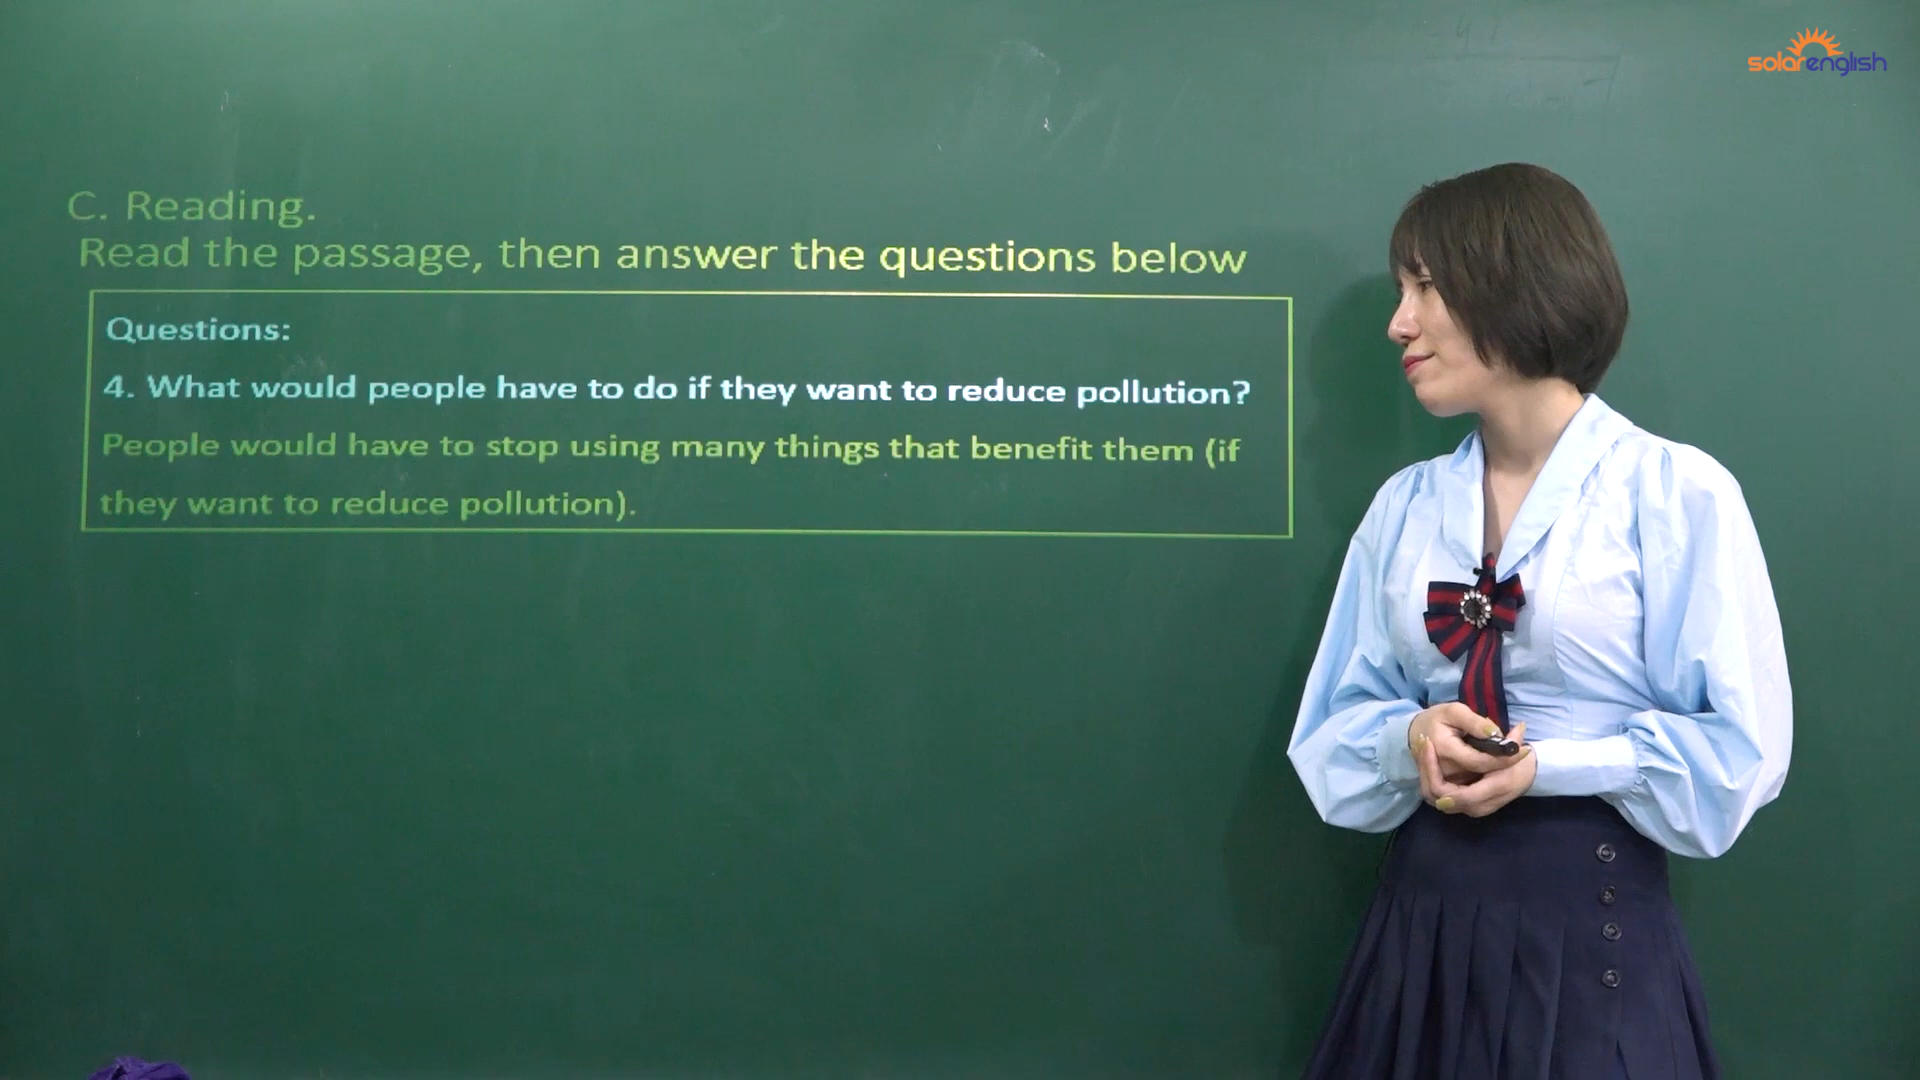 solarenglish
C. Reading.
Read the passage, then answer the questions below
Questions:
4. What would people have to do if they want to reduce pollution?
People would have to stop using many things that benefit them (if
they want to reduce pollution).